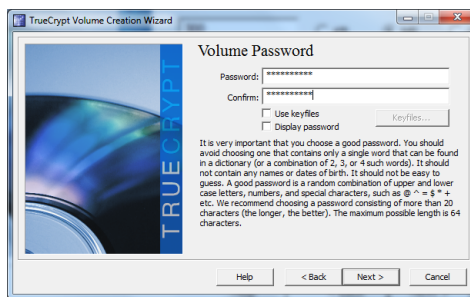 TrueCrypt Volume Creation Wizard
TRUECRYPT
Volume Password
Password: **********
Confirm: **********
Use keyfiles
Keyfiles...
Display password
It is very important that you choose a good password. You should
avoid choosing one that contains only a single word that can be found
in a dictionary (or a combination of 2, 3, or 4 such words). It should
not contain any names or dates of birth. It should not be easy to
guess. A good password is a random combination of upper and lower
case letters, numbers, and special characters, such as @ ^ = $ * +
etc. We recommend choosing a password consisting of more than 20
characters (the longer, the better). The maximum possible length is 64
characters.
Help
< Back
Next >
Cancel